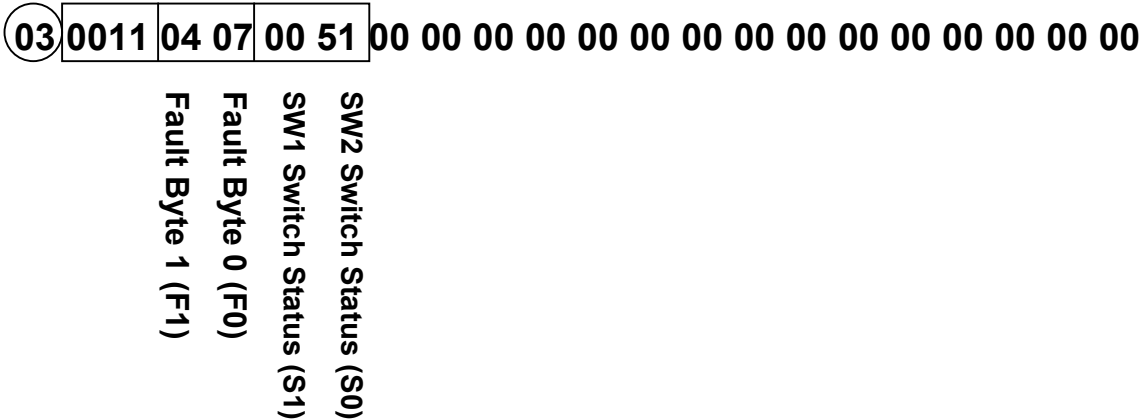 03 0011 04 07 00 51 00 00 00 00 00 00 00 00 00 00 00 00 00 00 00
Fault Byte 1 (F1)
Fault Byte 0 (F0)
SW1 Switch Status (S1)
SW2 Switch Status (S0)